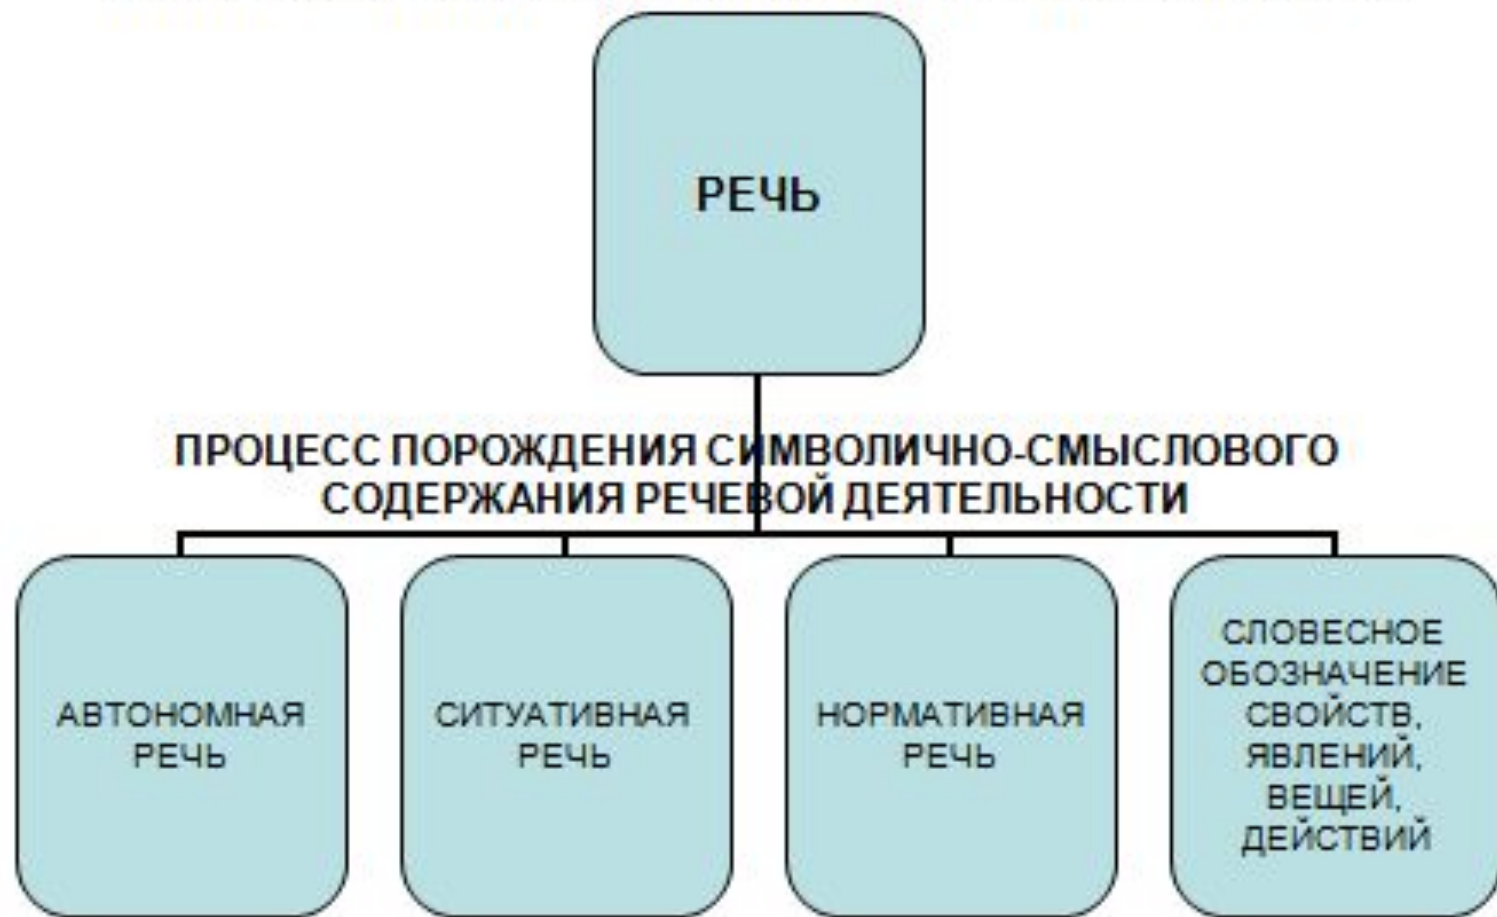 РЕЧЬ
ПРОЦЕСС ПОРОЖДЕНИЯ СИМВОЛИЧНО-СМЫСЛОВОГО
СОДЕРЖАНИЯ РЕЧЕВОЙ ДЕЯТЕЛЬНОСТИ
АВТОНОМНАЯ
РЕЧЬ
СИТУАТИВНАЯ
РЕЧЬ
НОРМАТИВНАЯ
РЕЧЬ
СЛОВЕСНОЕ
ОБОЗНАЧЕНИЕ
СВОЙСТВ,
ЯВЛЕНИЙ,
ВЕЩЕЙ,
ДЕЙСТВИЙ